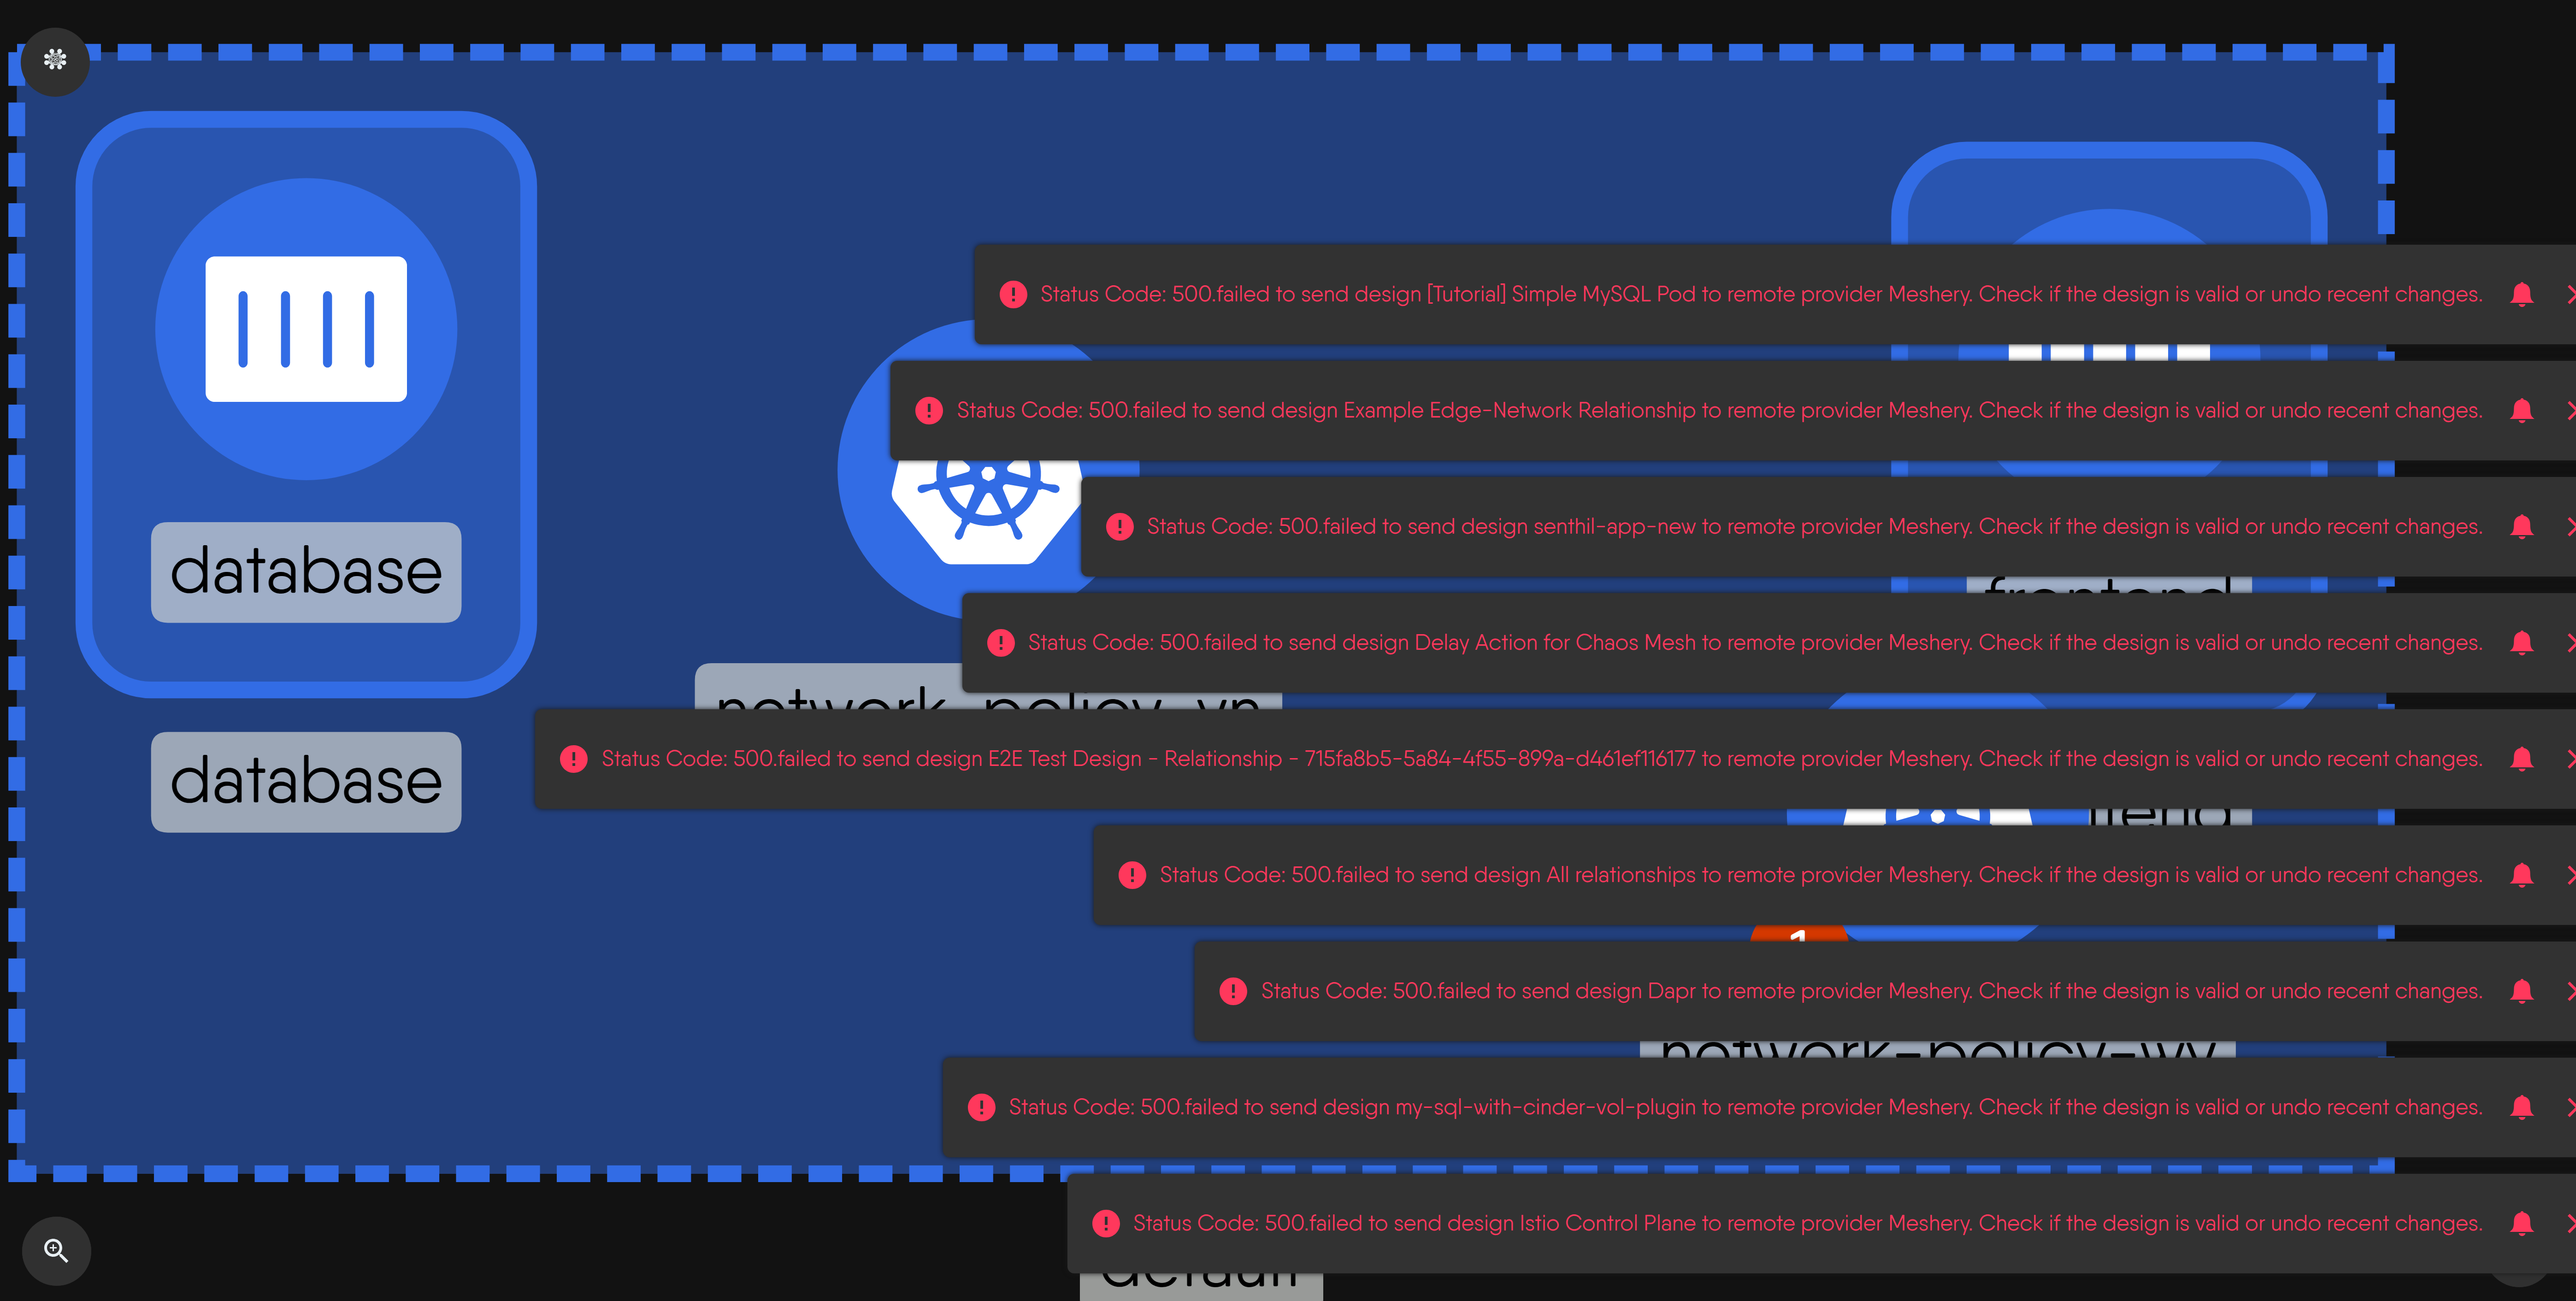 Status Code: 500.failed to send design [Tutorial] Simple MySQL Pod to remote provider Meshery. Check if the design is valid or undo recent changes.
Status Code: 500.failed to send design Example Edge-Network Relationship to remote provider Meshery. Check if the design is valid or undo recent changes.
Status Code: 500.failed to send design senthil-app-new to remote provider Meshery. Check if the design is valid or undo recent changes.
database
frontend
Status Code: 500.failed to send design Delay Action for Chaos Mesh to remote provider Meshery. Check if the design is valid or undo recent changes.
Status Code: 500.failed to send design E2E Test Design - Relationship - 715fa8b5-5a84-4f55-899a-d461ef116177 to remote provider Meshery. Check if the design is valid or undo recent changes.
database
Status Code: 500.failed to send design All relationships to remote provider Meshery. Check if the design is valid or undo recent changes.
1
Status Code: 500.failed to send design Dapr to remote provider Meshery. Check if the design is valid or undo recent changes.
Status Code: 500.failed to send design my-sql-with-cinder-vol-plugin to remote provider Meshery. Check if the design is valid or undo recent changes.
Status Code: 500.failed to send design Istio Control Plane to remote provider Meshery. Check if the design is valid or undo recent changes.
default